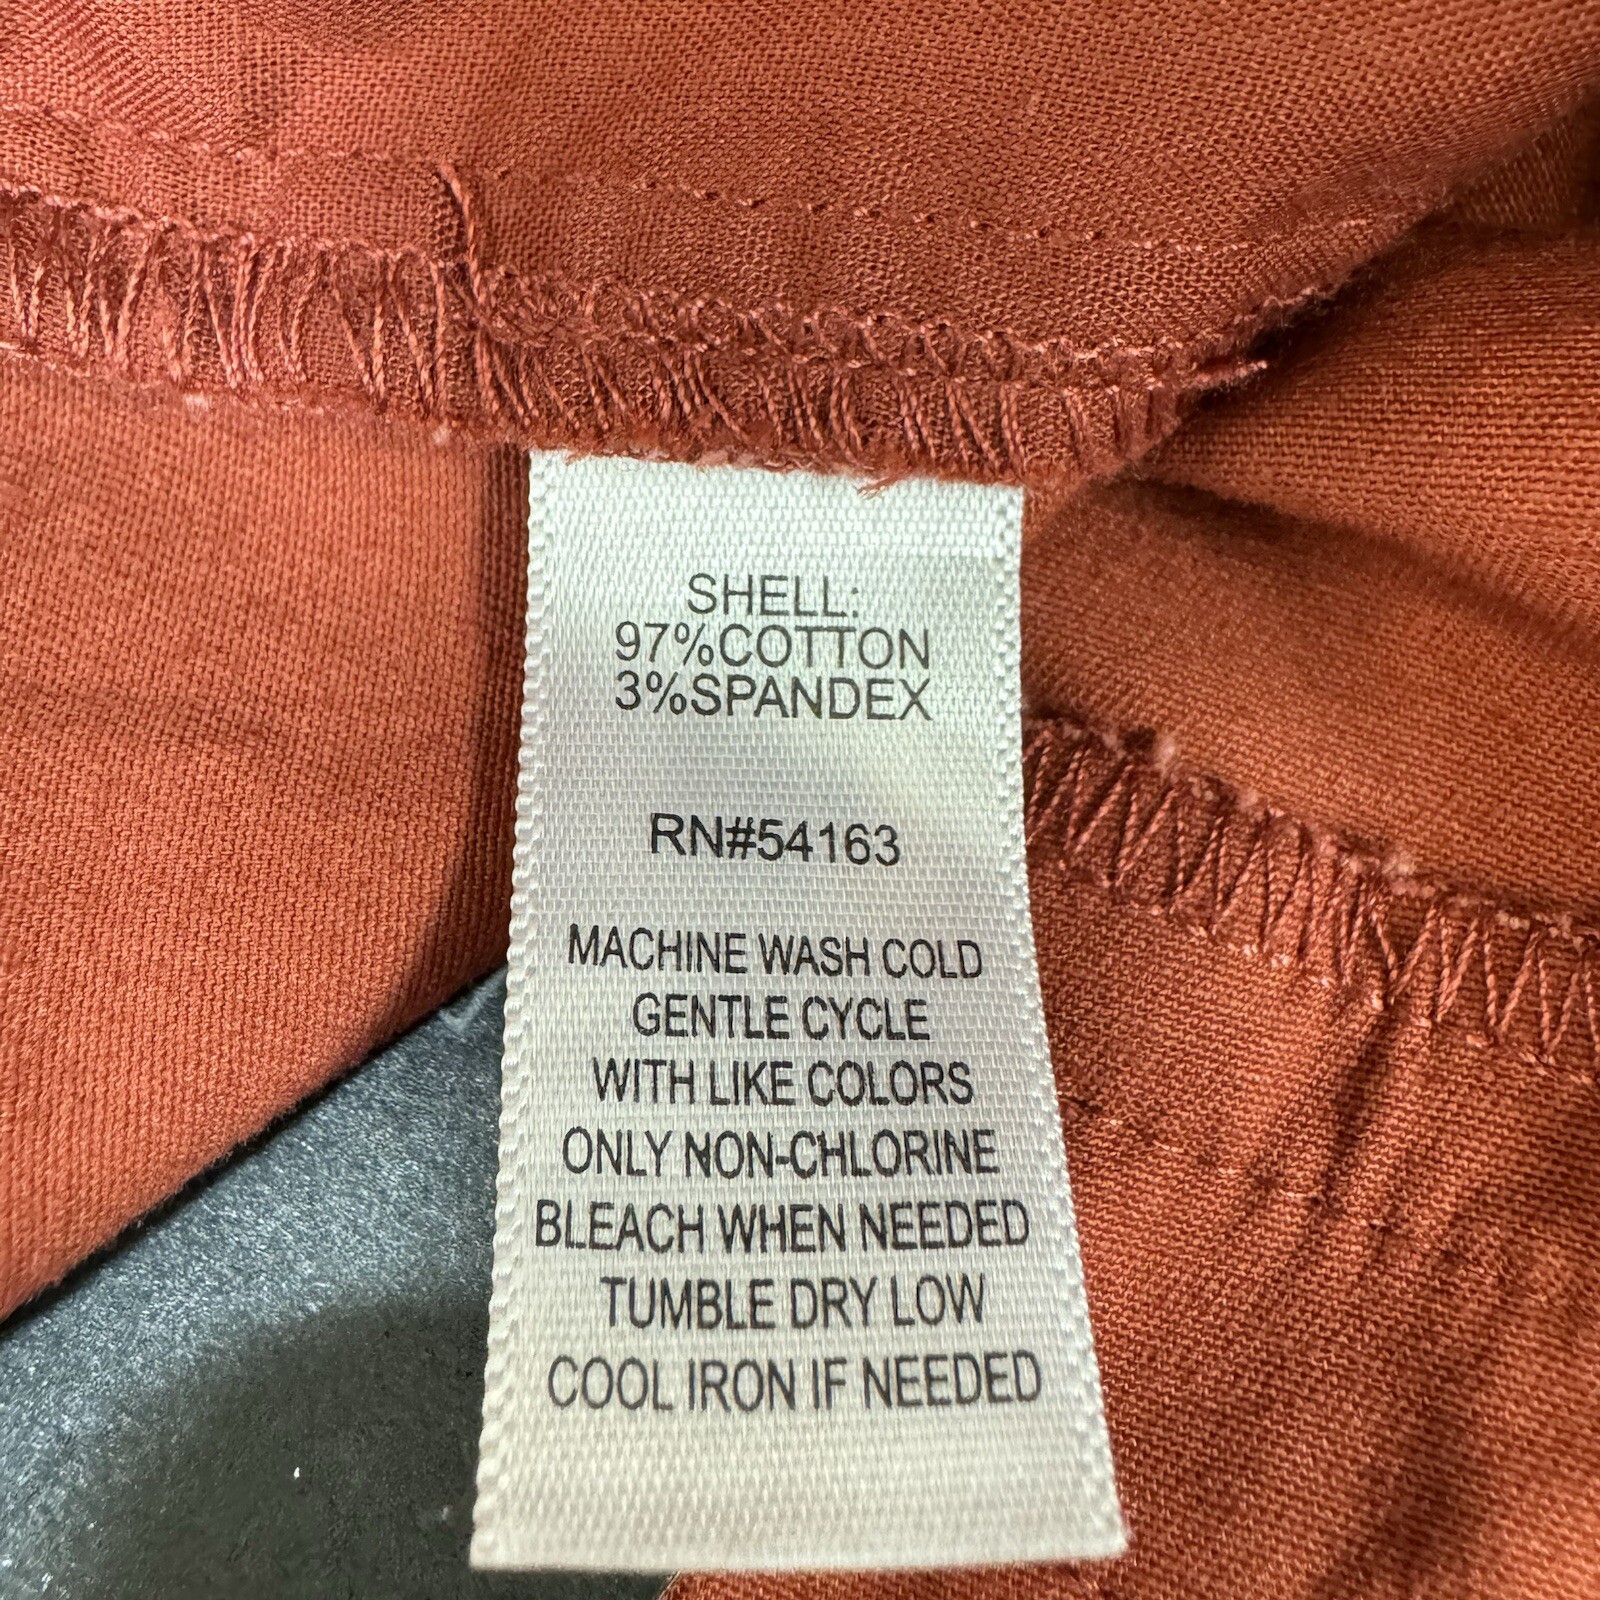 SHELL:
97%COTTON
3%SPANDEX
RN#54163
MACHINE WASH COLD
GENTLE CYCLE
WITH LIKE COLORS
ONLY NON-CHLORINE
BLEACH WHEN NEEDED
TUMBLE DRY LOW
COOL IRON IF NEEDED